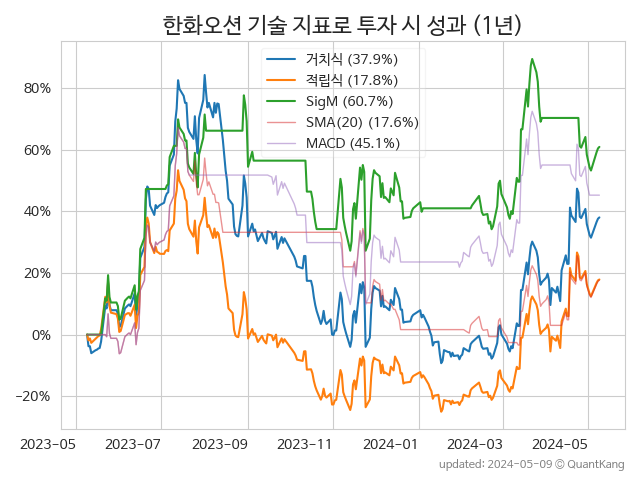 한화오션 기술 지표로 투자 시 성과 (1년)
거치식 (37.9%)
적립식 (17.8%)
SigM (60.7%)
SMA(20) (17.6%)
MACD (45.1%)
80%
60%
40%
20%
0%
−20%
2023-05 2023-07 2023-09 2023-11 2024-01 2024-03 2024-05
updated: 2024-05-09 © QuantKang